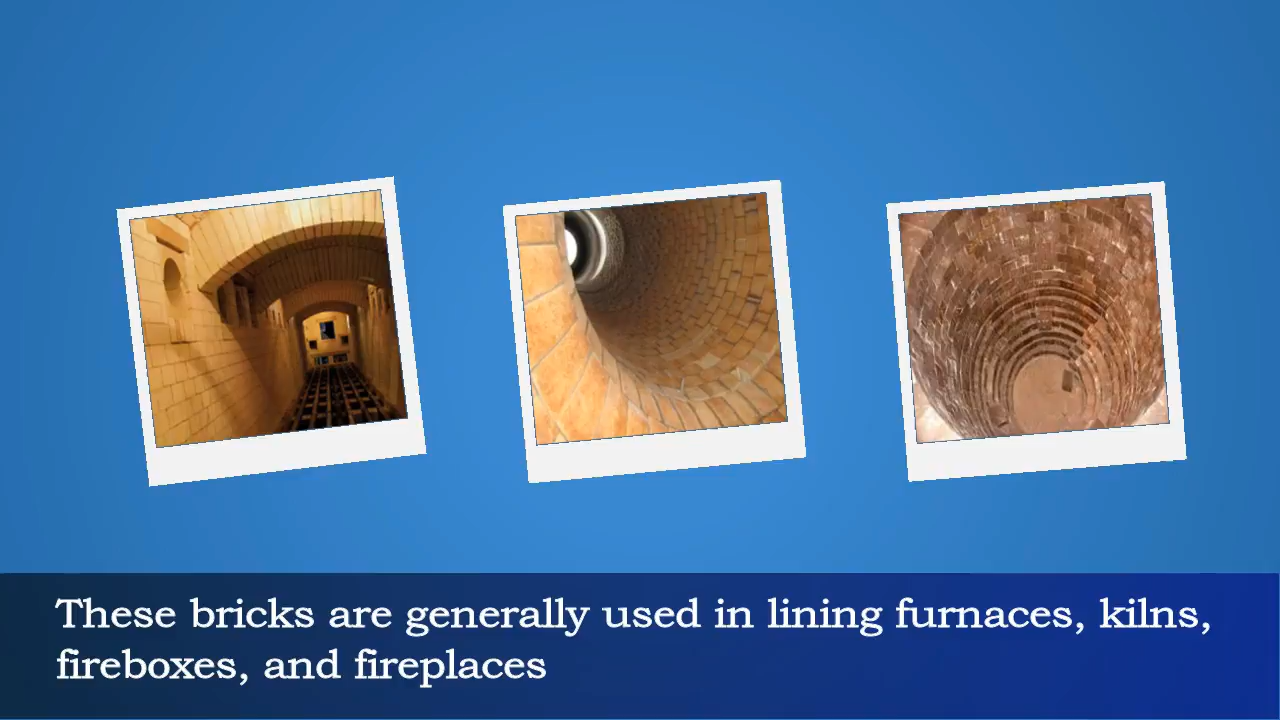 These bricks are generally used in lining furnaces, kilns,
fireboxes, and fireplaces